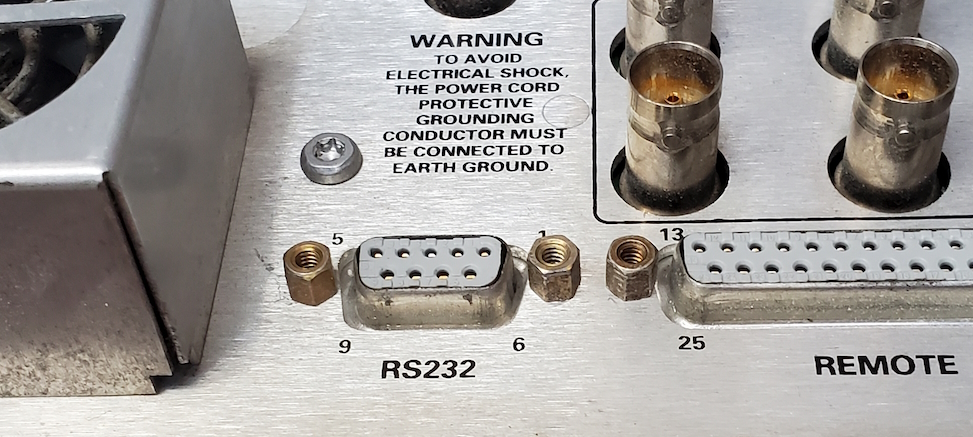 WARNING
TO AVOID
ELECTRICAL SHOCK,
THE POWER CORD
PROTECTIVE
GROUNDING
CONDUCTOR MUST
BE CONNECTED TO
EARTH GROUND.
5
1
13
9
6
25
RS232
REMOTE